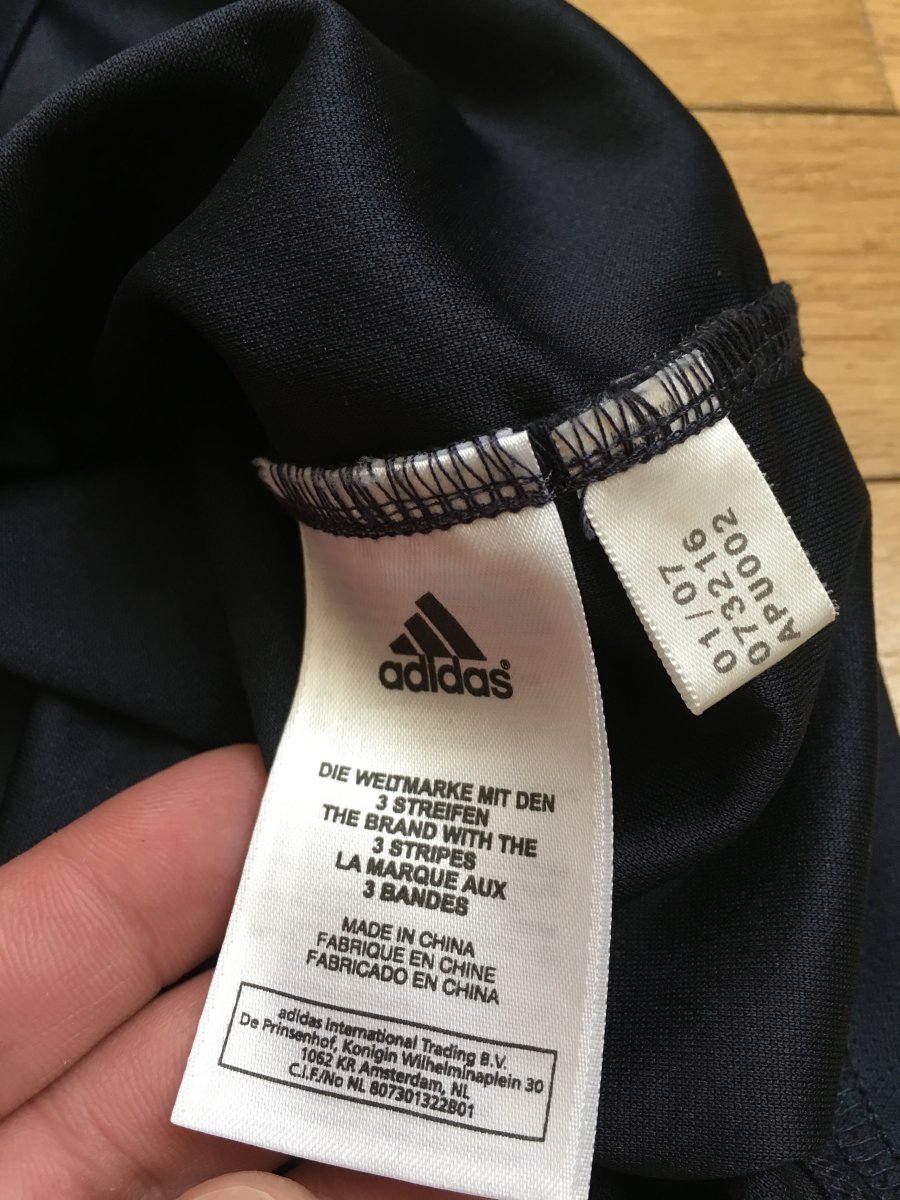 adidas®
DIE WELTMARKE MIT DEN
3 STREIFEN
THE BRAND WITH THE
3 STRIPES
LA MARQUE AUX
3 BANDES
MADE IN CHINA
FABRIQUE EN CHINE
FABRICADO EN CHINA
adidas International Trading B.V.
De Prinsenhof, Konigin Wilhelminaplein 30
1062 KR Amsterdam, NL
C.I.F./No NL 807301322B01
01/07
073216
APU002